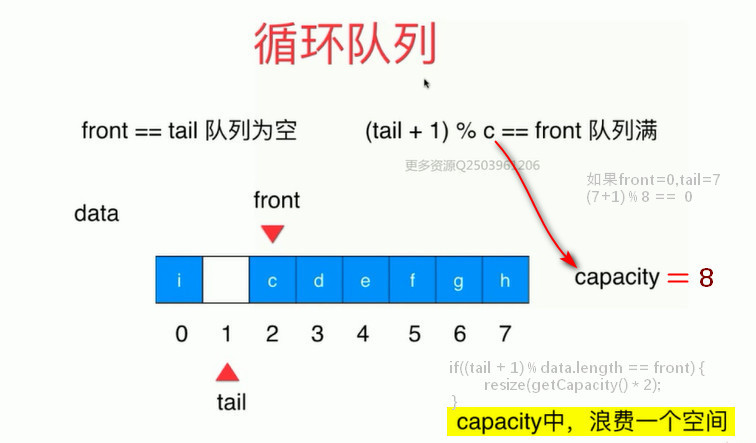 循环队列
front == tail 队列为空
(tail + 1) % c == front 队列满
更多资源Q2503961206
如果front=0,tail=7
(7+1)%8 == 0
data
front
i c d e f g h
capacity = 8
0 1 2 3 4 5 6 7
tail
if((tail + 1)%data.length == front) {
resize(getCapacity() * 2);
}
capacity中，浪费一个空间